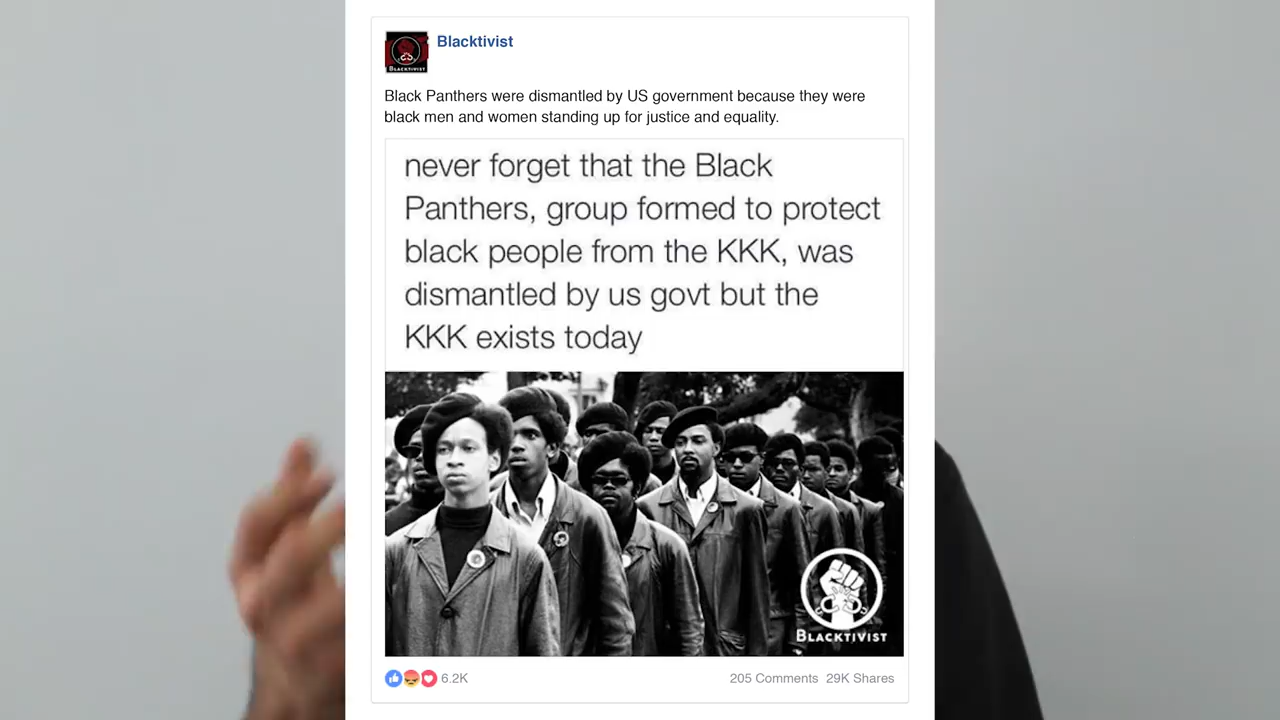 BLACKTIVIST
Blacktivist
Black Panthers were dismantled by US government because they were
black men and women standing up for justice and equality.
never forget that the Black
Panthers, group formed to protect
black people from the KKK, was
dismantled by us govt but the
KKK exists today
BLACKTIVIST
6.2K
205 Comments 29K Shares